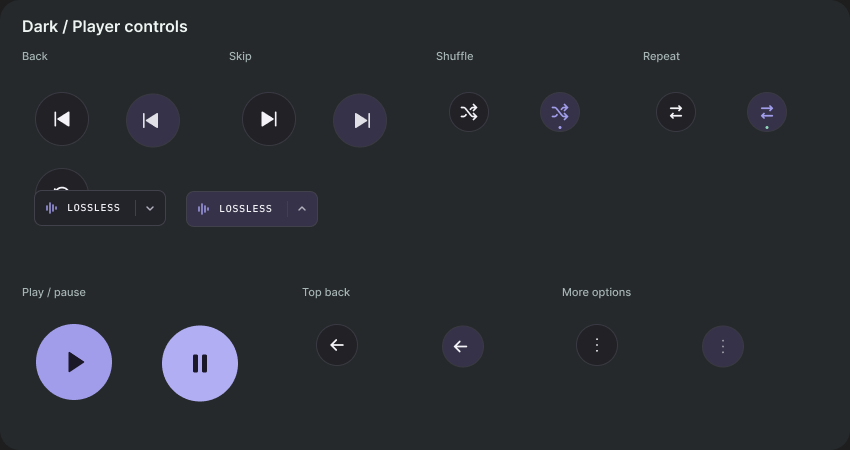 Dark / Player controls
Back
Skip
Shuffle
Repeat
LOSSLESS
LOSSLESS
Play / pause
Top back
More options